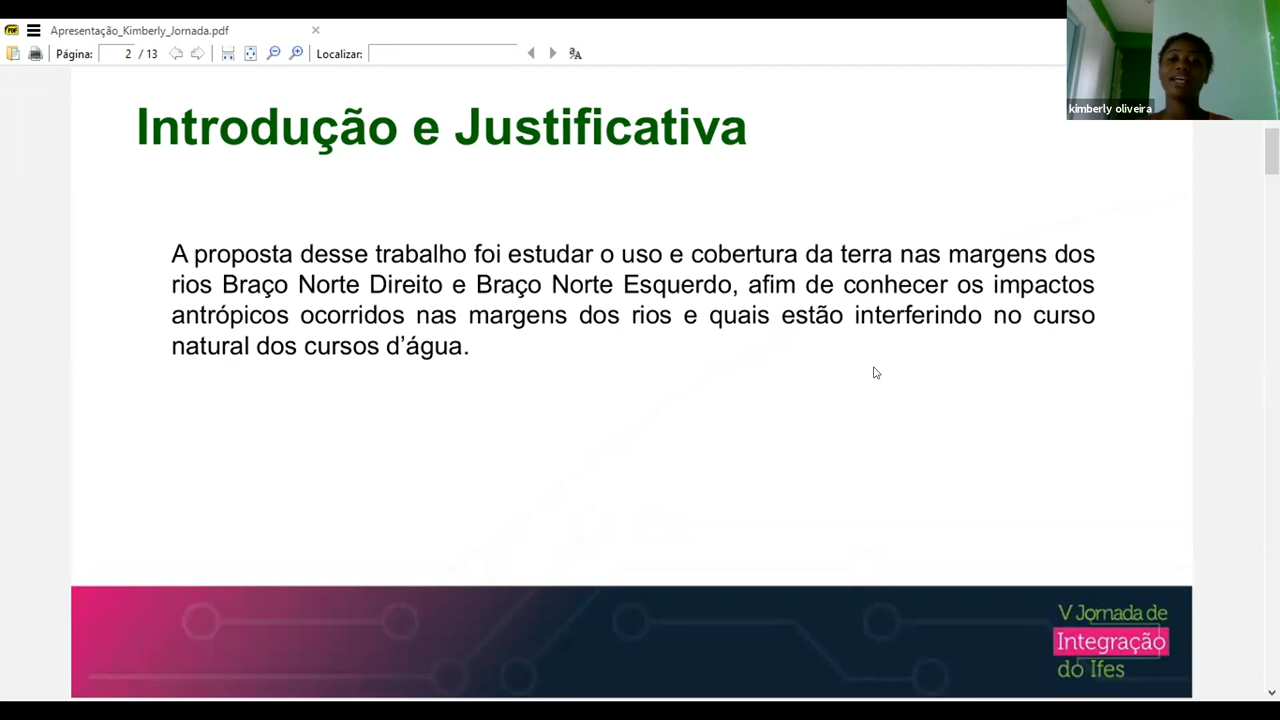 Apresentação_Kimberly_Jornada.pdf
Página: 2 / 13 Localizar:
kimberly oliveira
Introdução e Justificativa
A proposta desse trabalho foi estudar o uso e cobertura da terra nas margens dos
rios Braço Norte Direito e Braço Norte Esquerdo, afim de conhecer os impactos
antrópicos ocorridos nas margens dos rios e quais estão interferindo no curso
natural dos cursos d’água.
V Jornada de
Integração
do Ifes